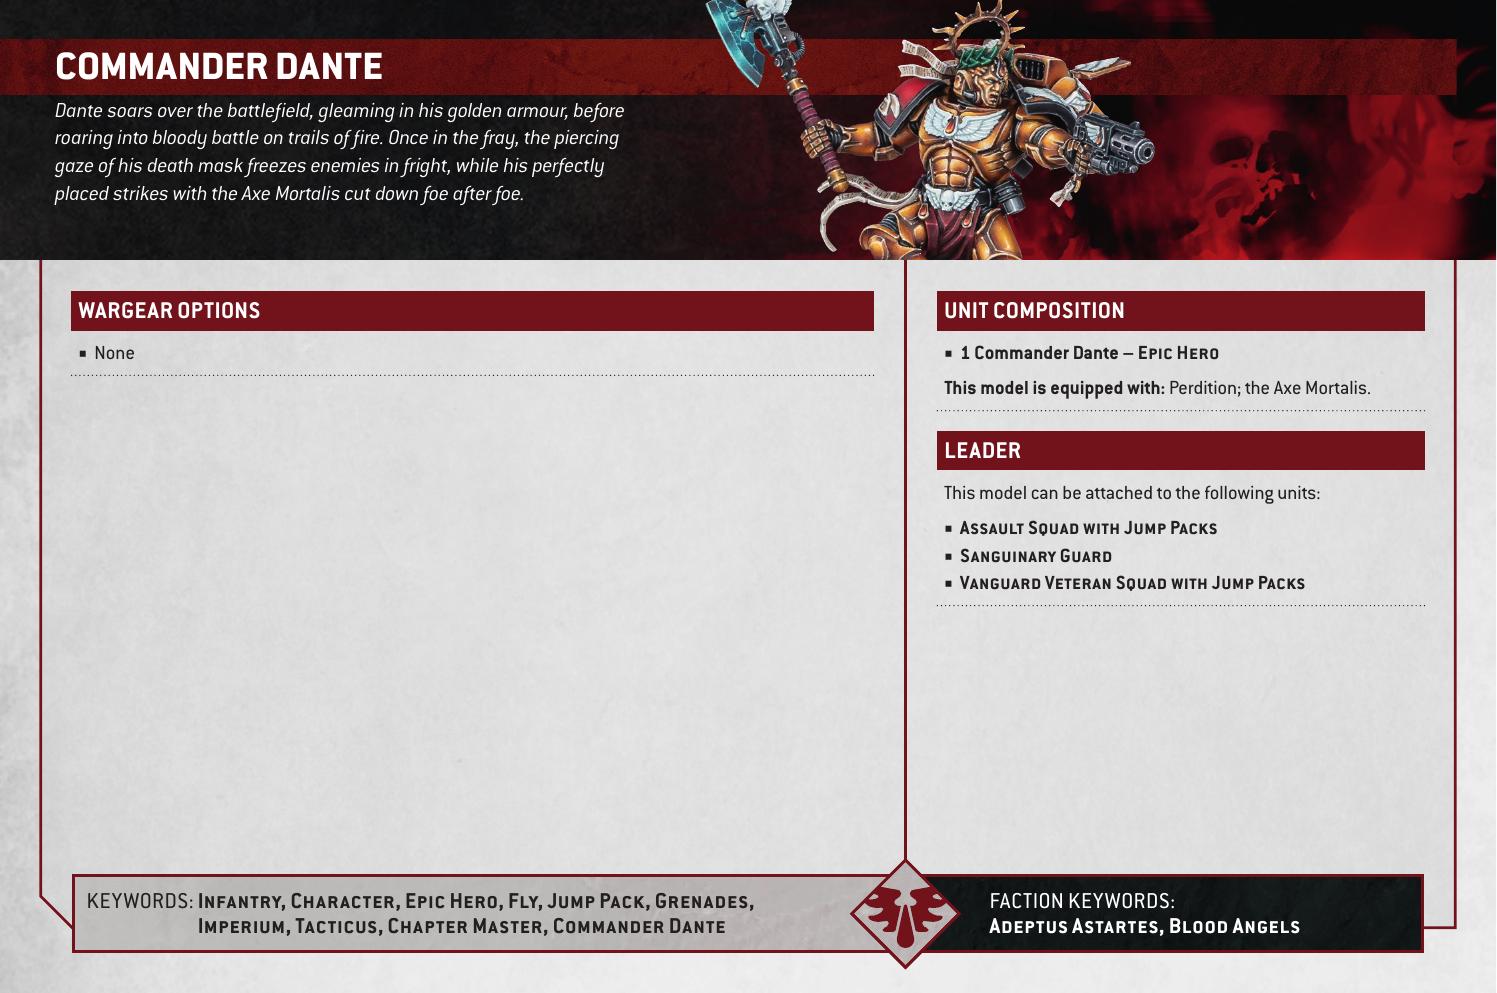 COMMANDER DANTE
Dante soars over the battlefield, gleaming in his golden armour, before
roaring into bloody battle on trails of fire. Once in the fray, the piercing
gaze of his death mask freezes enemies in fright, while his perfectly
placed strikes with the Axe Mortalis cut down foe after foe.
WARGEAR OPTIONS
▪ None
UNIT COMPOSITION
▪ 1 Commander Dante – EPIC HERO
This model is equipped with: Perdition; the Axe Mortalis.
LEADER
This model can be attached to the following units:
▪ ASSAULT SQUAD WITH JUMP PACKS
▪ SANGUINARY GUARD
▪ VANGUARD VETERAN SQUAD WITH JUMP PACKS
KEYWORDS: INFANTRY, CHARACTER, EPIC HERO, FLY, JUMP PACK, GRENADES,
IMPERIUM, TACTICUS, CHAPTER MASTER, COMMANDER DANTE
FACTION KEYWORDS:
ADEPTUS ASTARTES, BLOOD ANGELS